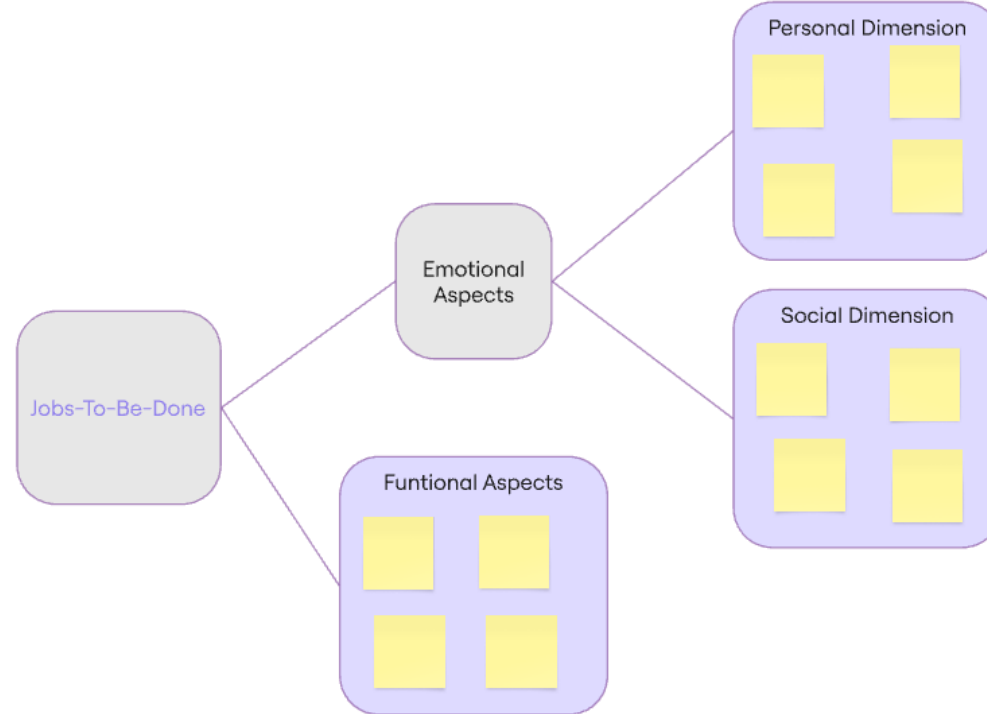 Personal Dimension
Emotional
Aspects
Social Dimension
Jobs-To-Be-Done
Funtional Aspects